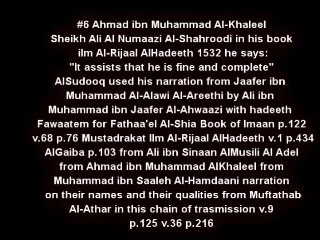 #6 Ahmad ibn Muhammad Al-Khaleel
Sheikh Ali Al Numaazi Al-Shahroodi in his book
ilm Al-Rijaal AlHadeeth 1532 he says:
"It assists that he is fine and complete"
AlSudooq used his narration from Jaafer ibn
Muhammad Al-Alawi Al-Areethi by Ali ibn
Muhammad ibn Jaafer Al-Ahwaazi with hadeeth
Fawaatem for Fathaa'el Al-Shia Book of Imaan p.122
v.68 p.76 Mustadrakat Ilm Al-Rijaal AlHadeeth v.1 p.434
AlGaiba p.103 from Ali ibn Sinaan AlMusili Al Adel
from Ahmad ibn Muhammad AlKhaleel from
Muhammad ibn Saaleh Al-Hamdaani narration
on their names and their qualities from Muftathab
Al-Athar in this chain of trasmission v.9
p.125 v.36 p.216